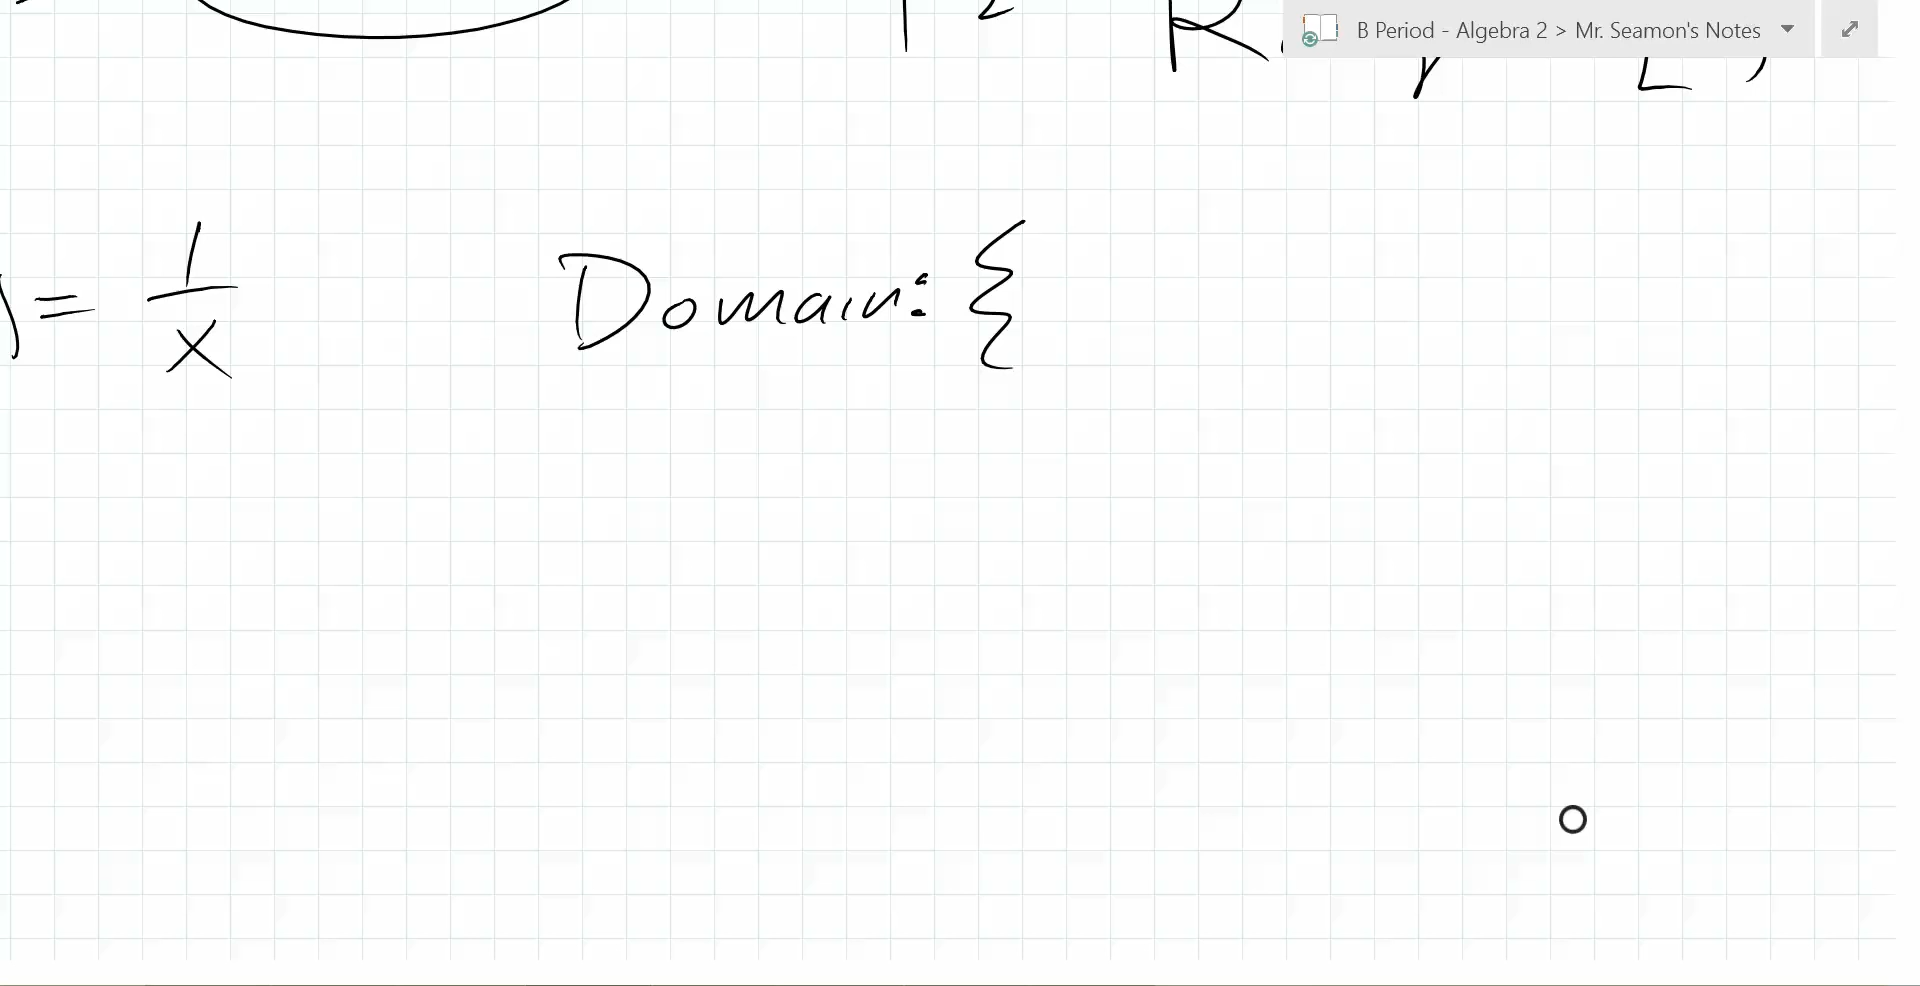 B Period - Algebra 2 > Mr. Seamon's Notes
) = 1/x Domain: {